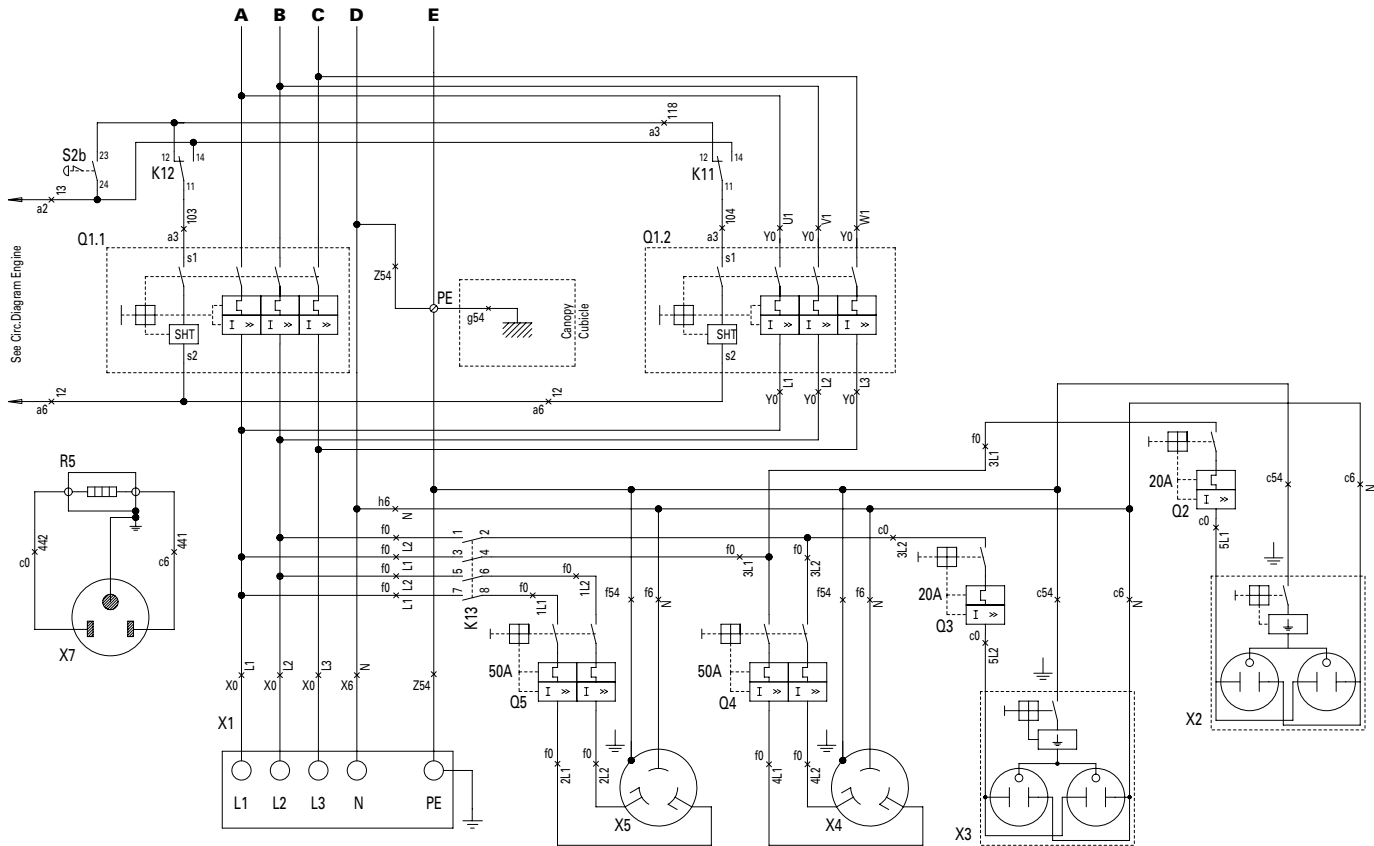 A B C D E
118
a3
S2b
23
24
12 14
K12
11
12 14
K11
11
13
a2
103
a3
104
a3
U1 V1 W1
Y0 Y0 Y0
Q1.1
s1
Q1.2
s1
Z54
PE
g54
Canopy
Cubicle
See Circ.Diagram Engine
I >> I >> I >>
SHT
s2
I >> I >> I >>
SHT
s2
L1 L2 L3
Y0 Y0 Y0
12
a6
12
a6
R5
442
c0
441
c6
X7
f0
3L1
20A
I >>
Q2
c0
5L1
c54
c6
N
h6
N
f0
L2
1 2
f0
L1
3 4
f0
L2
5 6
f0
L1
7 8
K13
f0
1L2
f0
1L1
f0
3L1
f0
3L2
c0
3L2
f54
f6
N
f54
f6
N
20A
I >>
Q3
c0
5L2
c54
c6
N
50A
I >> I >>
Q5
50A
I >> I >>
Q4
L1 L2 L3 N
X0 X0 X0 X6 Z54
X1
L1 L2 L3 N PE
f0
2L1
f0
2L2
X5
f0
4L1
f0
4L2
X4
X3
X2